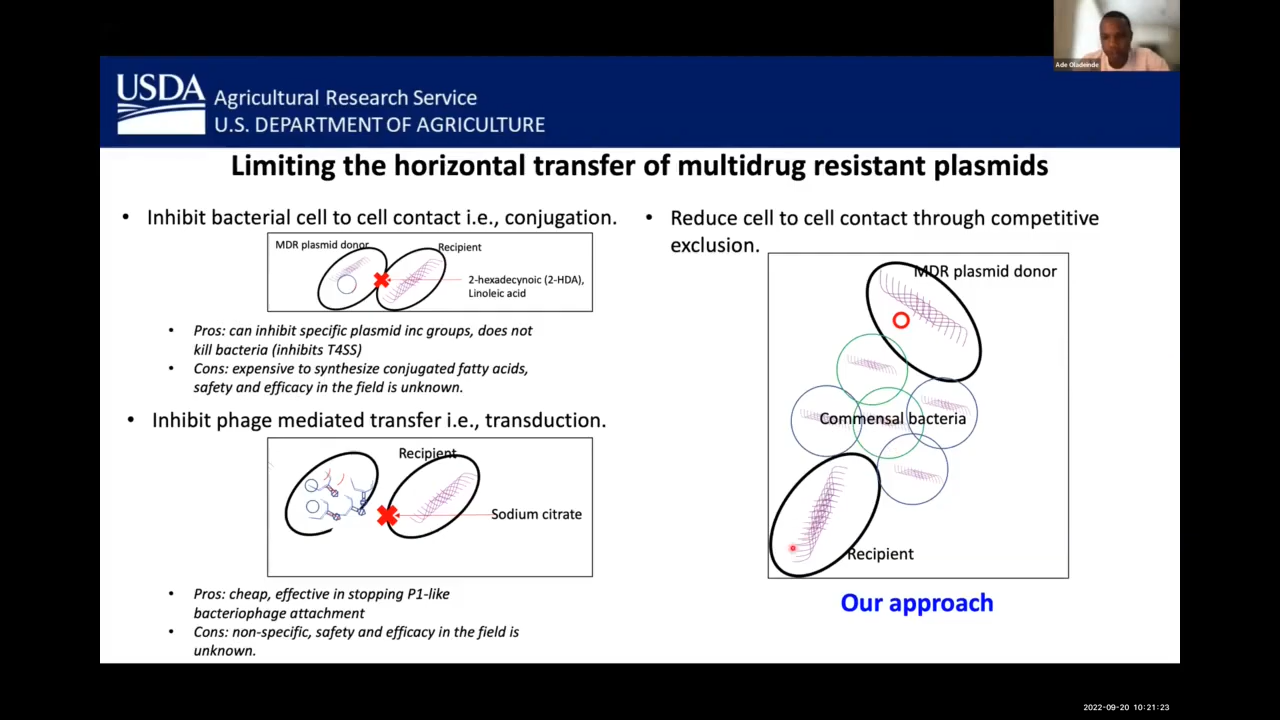 Ade Oladeinde
USDA
Agricultural Research Service
U.S. DEPARTMENT OF AGRICULTURE
Limiting the horizontal transfer of multidrug resistant plasmids
• Inhibit bacterial cell to cell contact i.e., conjugation.
MDR plasmid donor
Recipient
2-hexadecynoic (2-HDA),
Linoleic acid
• Pros: can inhibit specific plasmid inc groups, does not
kill bacteria (inhibits T4SS)
• Cons: expensive to synthesize conjugated fatty acids,
safety and efficacy in the field is unknown.
• Inhibit phage mediated transfer i.e., transduction.
Recipient
Sodium citrate
• Pros: cheap, effective in stopping P1-like
bacteriophage attachment
• Cons: non-specific, safety and efficacy in the field is
unknown.
• Reduce cell to cell contact through competitive
exclusion.
MDR plasmid donor
Commensal bacteria
Recipient
Our approach
2022-09-20 10:21:23